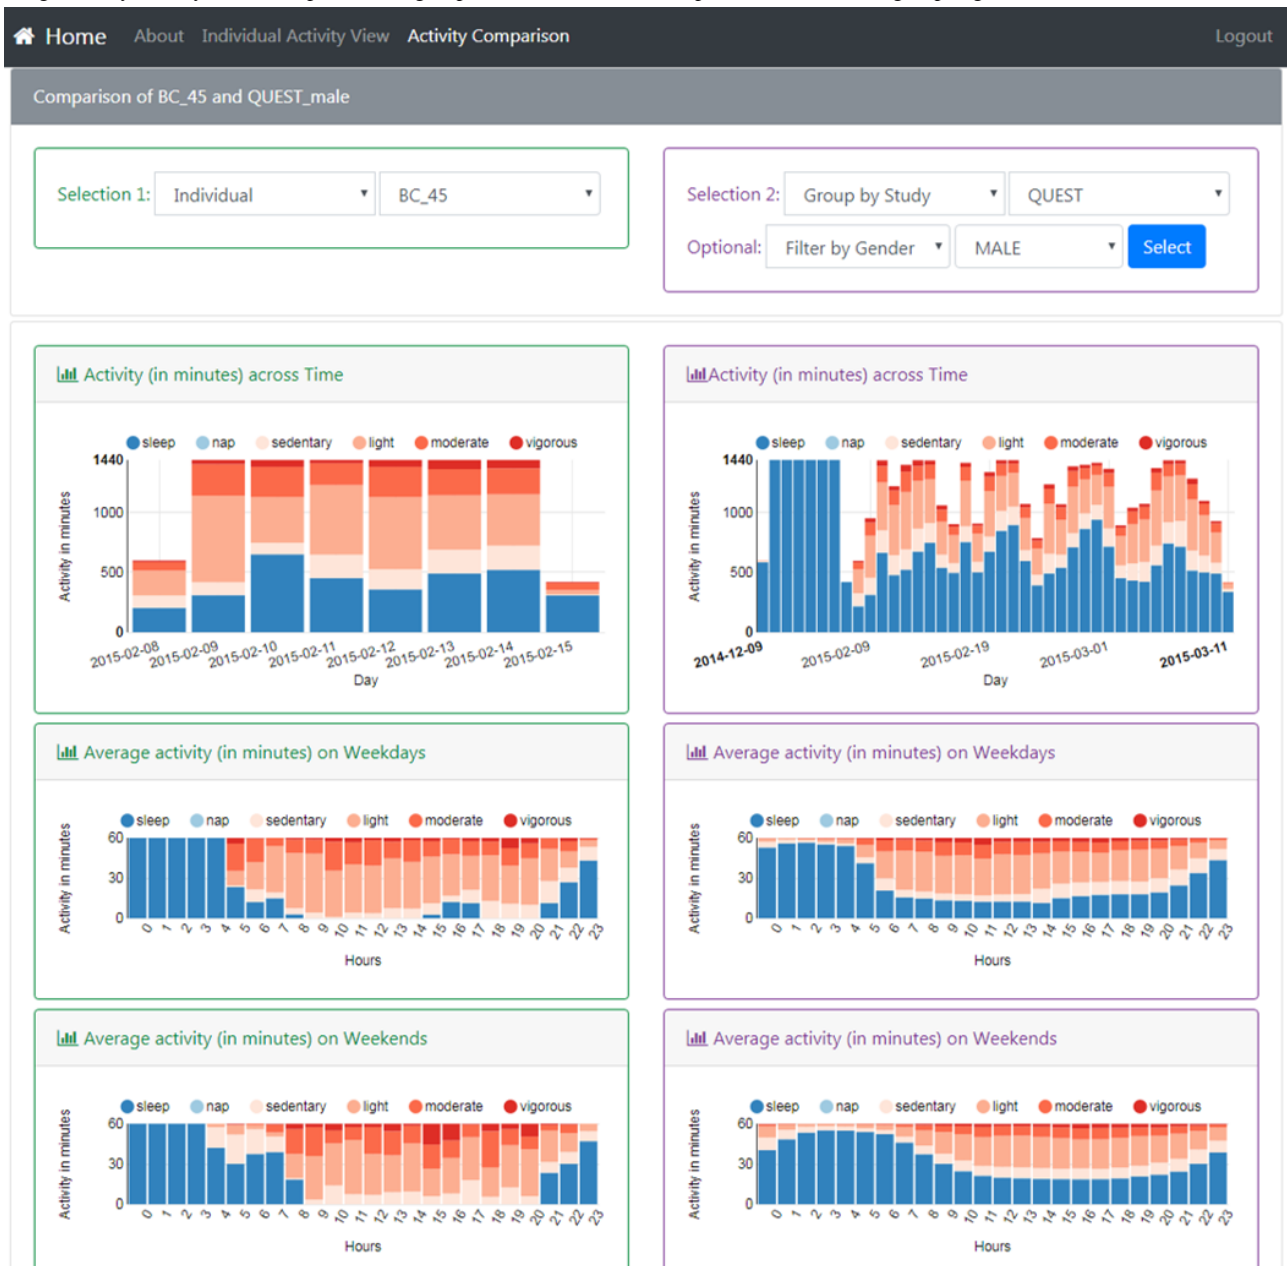 Home About Individual Activity View Activity Comparison Logout
Comparison of BC_45 and QUEST_male
Selection 1: Individual BC_45
Selection 2: Group by Study QUEST
Optional: Filter by Gender MALE Select
Activity (in minutes) across Time
sleep nap sedentary light moderate vigorous
1440
1000
500
0
Activity in minutes
2015-02-08 2015-02-09 2015-02-10 2015-02-11 2015-02-12 2015-02-13 2015-02-14 2015-02-15
Day
Activity (in minutes) across Time
sleep nap sedentary light moderate vigorous
1440
1000
500
0
Activity in minutes
2014-12-09 2015-02-09 2015-02-19 2015-03-01 2015-03-11
Day
Average activity (in minutes) on Weekdays
sleep nap sedentary light moderate vigorous
60
30
0
Activity in minutes
0 1 2 3 4 5 6 7 8 9 10 11 12 13 14 15 16 17 18 19 20 21 22 23
Hours
Average activity (in minutes) on Weekdays
sleep nap sedentary light moderate vigorous
60
30
0
Activity in minutes
0 1 2 3 4 5 6 7 8 9 10 11 12 13 14 15 16 17 18 19 20 21 22 23
Hours
Average activity (in minutes) on Weekends
sleep nap sedentary light moderate vigorous
60
30
0
Activity in minutes
0 1 2 3 4 5 6 7 8 9 10 11 12 13 14 15 16 17 18 19 20 21 22 23
Hours
Average activity (in minutes) on Weekends
sleep nap sedentary light moderate vigorous
60
30
0
Activity in minutes
0 1 2 3 4 5 6 7 8 9 10 11 12 13 14 15 16 17 18 19 20 21 22 23
Hours